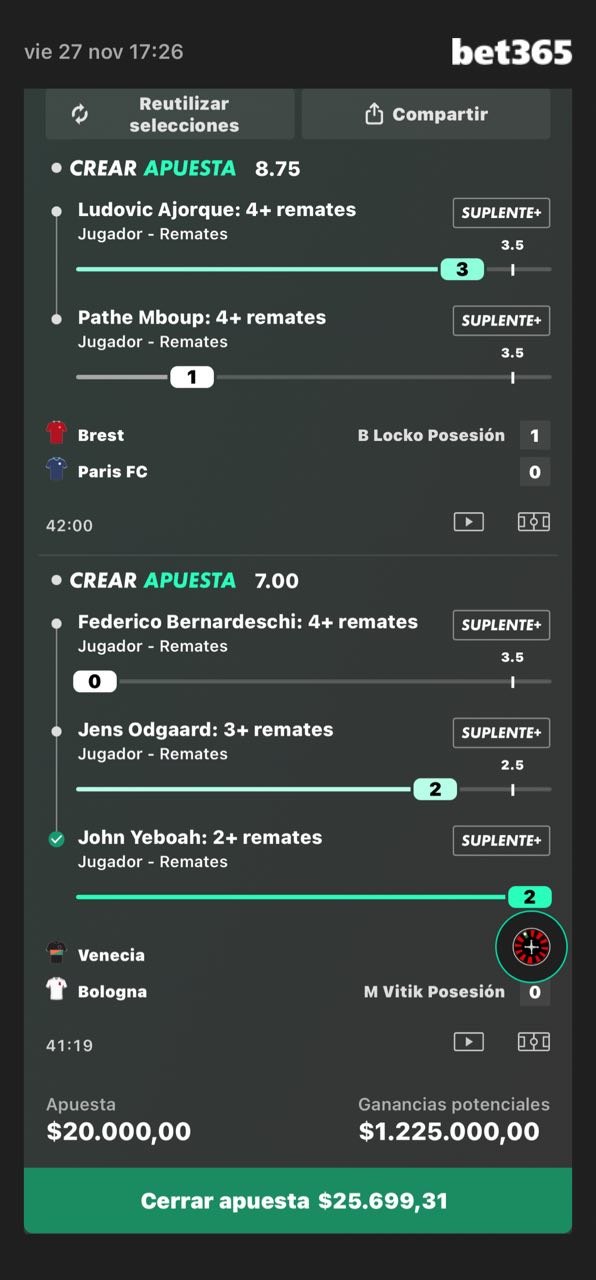 vie 27 nov 17:26
bet365
Reutilizar
selecciones
Compartir
CREAR APUESTA 8.75
Ludovic Ajorque: 4+ remates
SUPLENTE+
Jugador - Remates
3.5
3
Pathe Mboup: 4+ remates
SUPLENTE+
Jugador - Remates
3.5
1
Brest B Locko Posesión 1
Paris FC 0
42:00
CREAR APUESTA 7.00
Federico Bernardeschi: 4+ remates
SUPLENTE+
Jugador - Remates
3.5
0
Jens Odgaard: 3+ remates
SUPLENTE+
Jugador - Remates
2.5
2
John Yeboah: 2+ remates
SUPLENTE+
Jugador - Remates
2
Venecia
Bologna M Vitik Posesión 0
41:19
Apuesta Ganancias potenciales
$20.000,00 $1.225.000,00
Cerrar apuesta $25.699,31